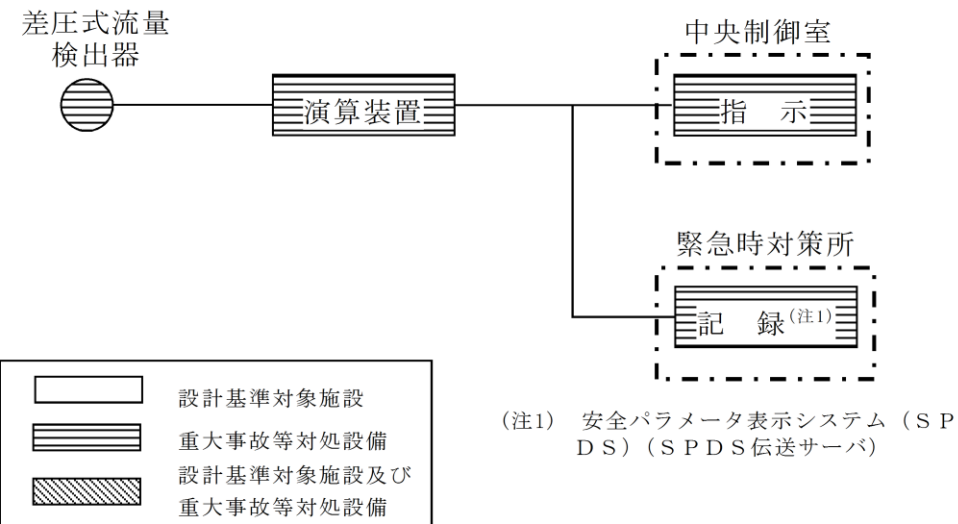 差圧式流量
検出器
演算装置
中央制御室
指　示
緊急時対策所
記　録(注1)
設計基準対象施設
重大事故等対処設備
設計基準対象施設及び
重大事故等対処設備
(注1)　安全パラメータ表示システム（ＳＰ
ＤＳ）（ＳＰＤＳ伝送サーバ）